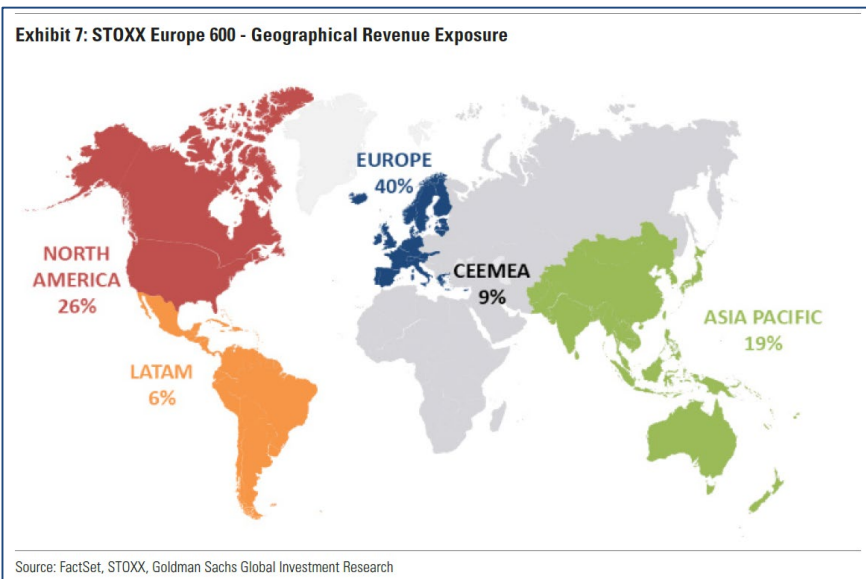 Exhibit 7: STOXX Europe 600 - Geographical Revenue Exposure
EUROPE
40%
NORTH
AMERICA
26%
CEEMEA
9%
ASIA PACIFIC
19%
LATAM
6%
Source: FactSet, STOXX, Goldman Sachs Global Investment Research